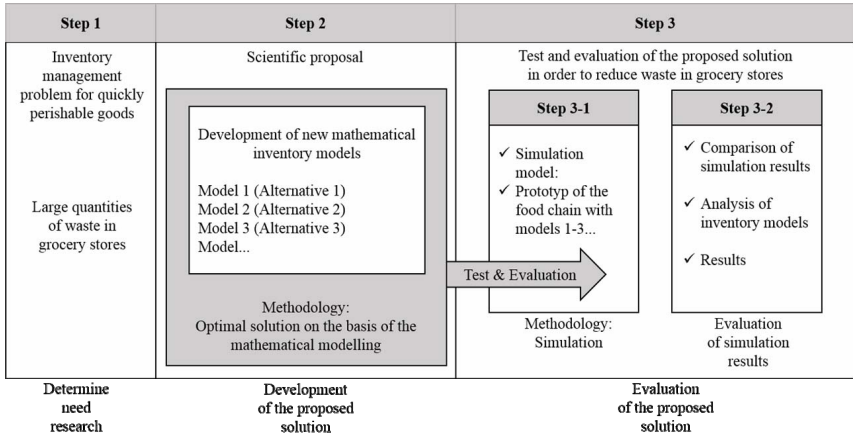 Step 1
Step 2
Step 3
Inventory
management
problem for quickly
perishable goods
Large quantities
of waste in
grocery stores
Scientific proposal
Development of new mathematical
inventory models
Model 1 (Alternative 1)
Model 2 (Alternative 2)
Model 3 (Alternative 3)
Model...
Methodology:
Optimal solution on the basis of the
mathematical modelling
Test & Evaluation
Test and evaluation of the proposed solution
in order to reduce waste in grocery stores
Step 3-1
✓ Simulation
model:
✓ Prototyp of the
food chain with
models 1-3...
Methodology:
Simulation
Step 3-2
✓ Comparison of
simulation results
✓ Analysis of
inventory models
✓ Results
Evaluation
of simulation
results
Determine
need
research
Development
of the proposed
solution
Evaluation
of the proposed
solution